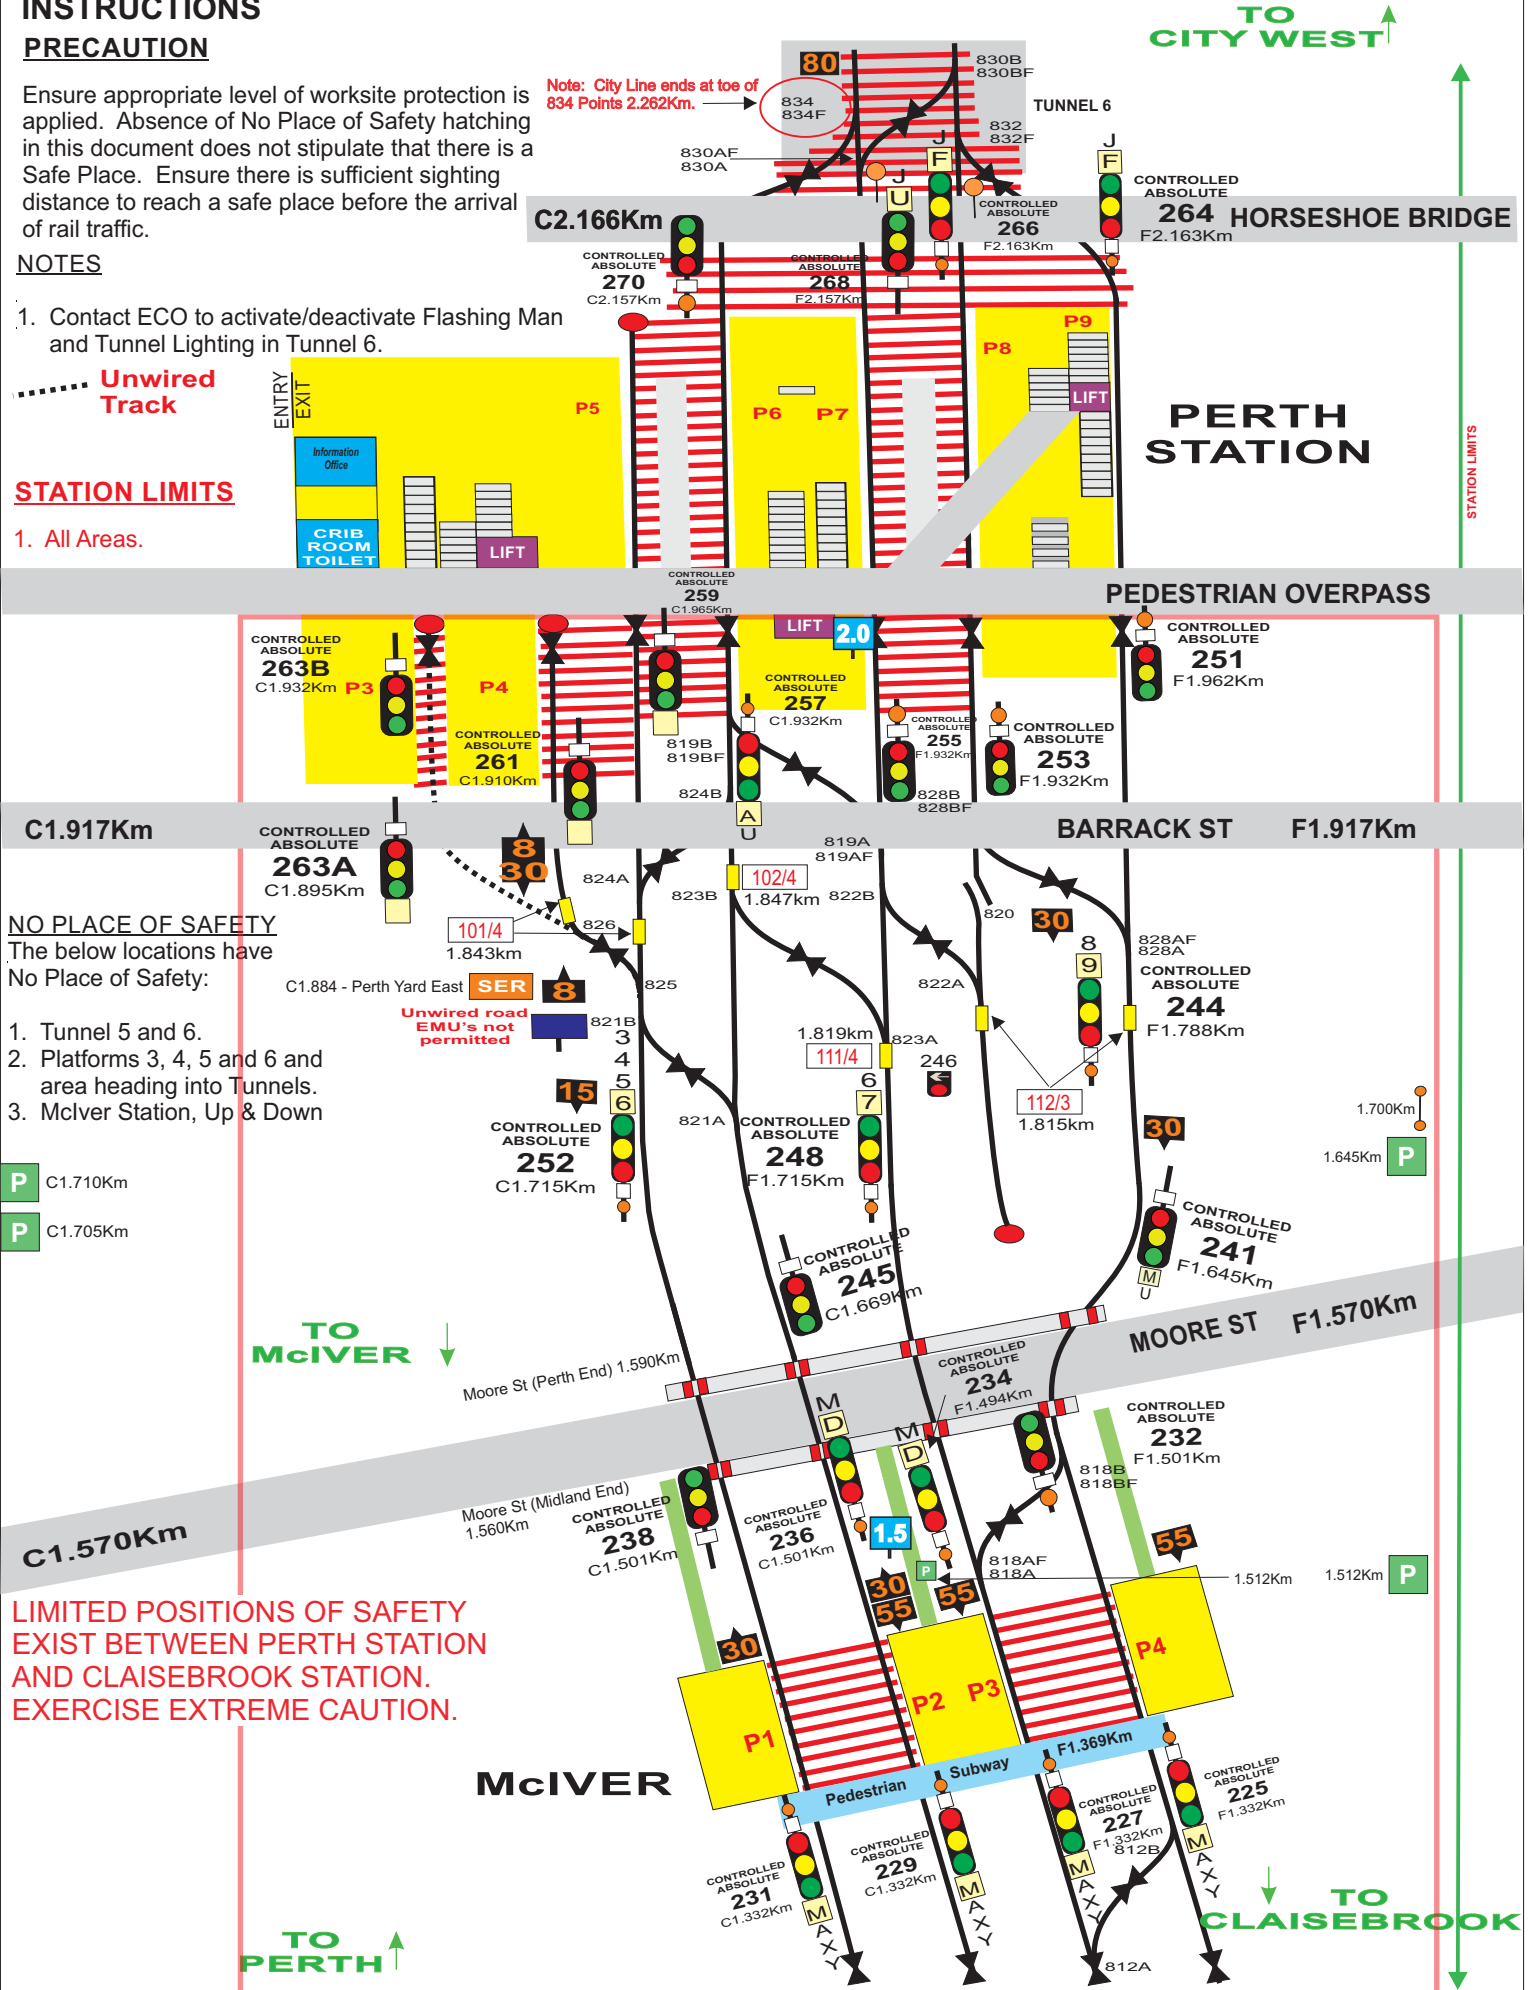 INSTRUCTIONS
PRECAUTION
Ensure appropriate level of worksite protection is
applied. Absence of No Place of Safety hatching
in this document does not stipulate that there is a
Safe Place. Ensure there is sufficient sighting
distance to reach a safe place before the arrival
of rail traffic.
NOTES
1. Contact ECO to activate/deactivate Flashing Man
and Tunnel Lighting in Tunnel 6.
Unwired
Track
STATION LIMITS
1. All Areas.
TO
CITY WEST
80
Note: City Line ends at toe of
834 Points 2.262Km.
834
834F
830B
830BF
TUNNEL 6
832
832F
830AF
830A
J
F
J
U
J
F
C2.166Km
HORSESHOE BRIDGE
CONTROLLED
ABSOLUTE
264
F2.163Km
CONTROLLED
ABSOLUTE
266
F2.163Km
CONTROLLED
ABSOLUTE
270
C2.157Km
CONTROLLED
ABSOLUTE
268
F2.157Km
P9
P8
LIFT
P5
P6
P7
ENTRY
EXIT
Information
Office
CRIB
ROOM
TOILET
LIFT
PERTH
STATION
STATION LIMITS
PEDESTRIAN OVERPASS
CONTROLLED
ABSOLUTE
259
C1.965Km
LIFT
2.0
CONTROLLED
ABSOLUTE
263B
C1.932Km
P3
P4
CONTROLLED
ABSOLUTE
251
F1.962Km
CONTROLLED
ABSOLUTE
257
C1.932Km
CONTROLLED
ABSOLUTE
255
F1.932Km
CONTROLLED
ABSOLUTE
253
F1.932Km
CONTROLLED
ABSOLUTE
261
C1.910Km
819B
819BF
824B
828B
828BF
A
U
C1.917Km
BARRACK ST
F1.917Km
CONTROLLED
ABSOLUTE
263A
C1.895Km
8
30
819A
819AF
824A
823B
102/4
1.847km
822B
820
30
826
101/4
1.843km
828AF
828A
8
9
CONTROLLED
ABSOLUTE
244
F1.788Km
NO PLACE OF SAFETY
The below locations have
No Place of Safety:
1. Tunnel 5 and 6.
2. Platforms 3, 4, 5 and 6 and
area heading into Tunnels.
3. McIver Station, Up & Down
C1.884 - Perth Yard East
SER
8
825
822A
Unwired road
EMU's not
permitted
821B
3
4
5
6
15
1.819km
111/4
823A
246
6
7
112/3
1.815km
821A
CONTROLLED
ABSOLUTE
252
C1.715Km
CONTROLLED
ABSOLUTE
248
F1.715Km
30
1.700Km
1.645Km
P
P
C1.710Km
P
C1.705Km
CONTROLLED
ABSOLUTE
245
C1.669Km
CONTROLLED
ABSOLUTE
241
F1.645Km
M
U
TO
McIVER
Moore St (Perth End) 1.590Km
MOORE ST
F1.570Km
CONTROLLED
ABSOLUTE
234
F1.494Km
M
D
M
D
CONTROLLED
ABSOLUTE
232
F1.501Km
818B
818BF
Moore St (Midland End)
1.560Km
C1.570Km
CONTROLLED
ABSOLUTE
238
C1.501Km
CONTROLLED
ABSOLUTE
236
C1.501Km
1.5
55
818AF
818A
P
1.512Km
1.512Km
P
30
55
55
LIMITED POSITIONS OF SAFETY
EXIST BETWEEN PERTH STATION
AND CLAISEBROOK STATION.
EXERCISE EXTREME CAUTION.
30
P1
P2
P3
P4
McIVER
Pedestrian
Subway
F1.369Km
CONTROLLED
ABSOLUTE
231
C1.332Km
M
A
X
Y
CONTROLLED
ABSOLUTE
229
C1.332Km
M
A
X
Y
CONTROLLED
ABSOLUTE
227
F1.332Km
812B
M
A
X
Y
CONTROLLED
ABSOLUTE
225
F1.332Km
M
A
X
Y
812A
TO
PERTH
TO
CLAISEBROOK